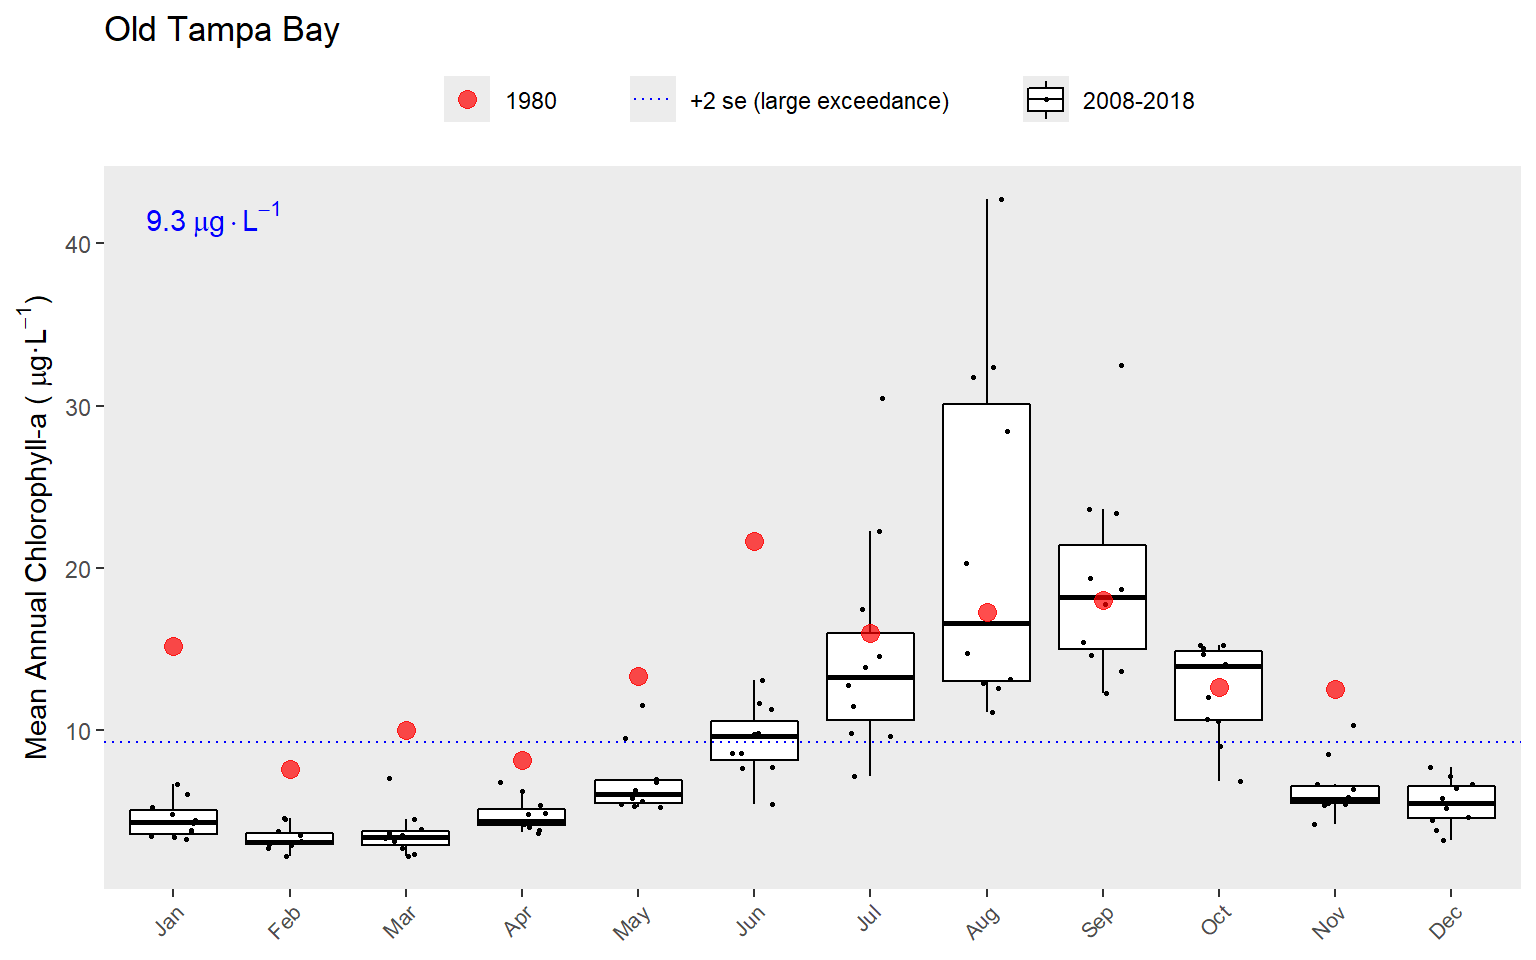 Old Tampa Bay
1980 +2 se (large exceedance) 2008-2018
9.3 μg·L⁻¹
Mean Annual Chlorophyll-a ( μg·L⁻¹)
40
30
20
10
Jan Feb Mar Apr May Jun Jul Aug Sep Oct Nov Dec